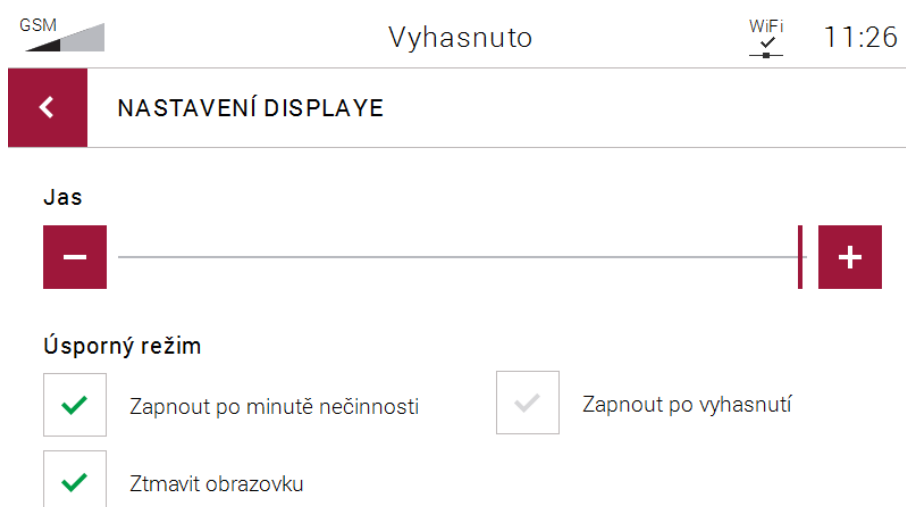 GSM
Vyhasnuto
WiFi
11:26
NASTAVENÍ DISPLAYE
Jas
Úsporný režim
Zapnout po minutě nečinnosti
Zapnout po vyhasnutí
Ztmavit obrazovku